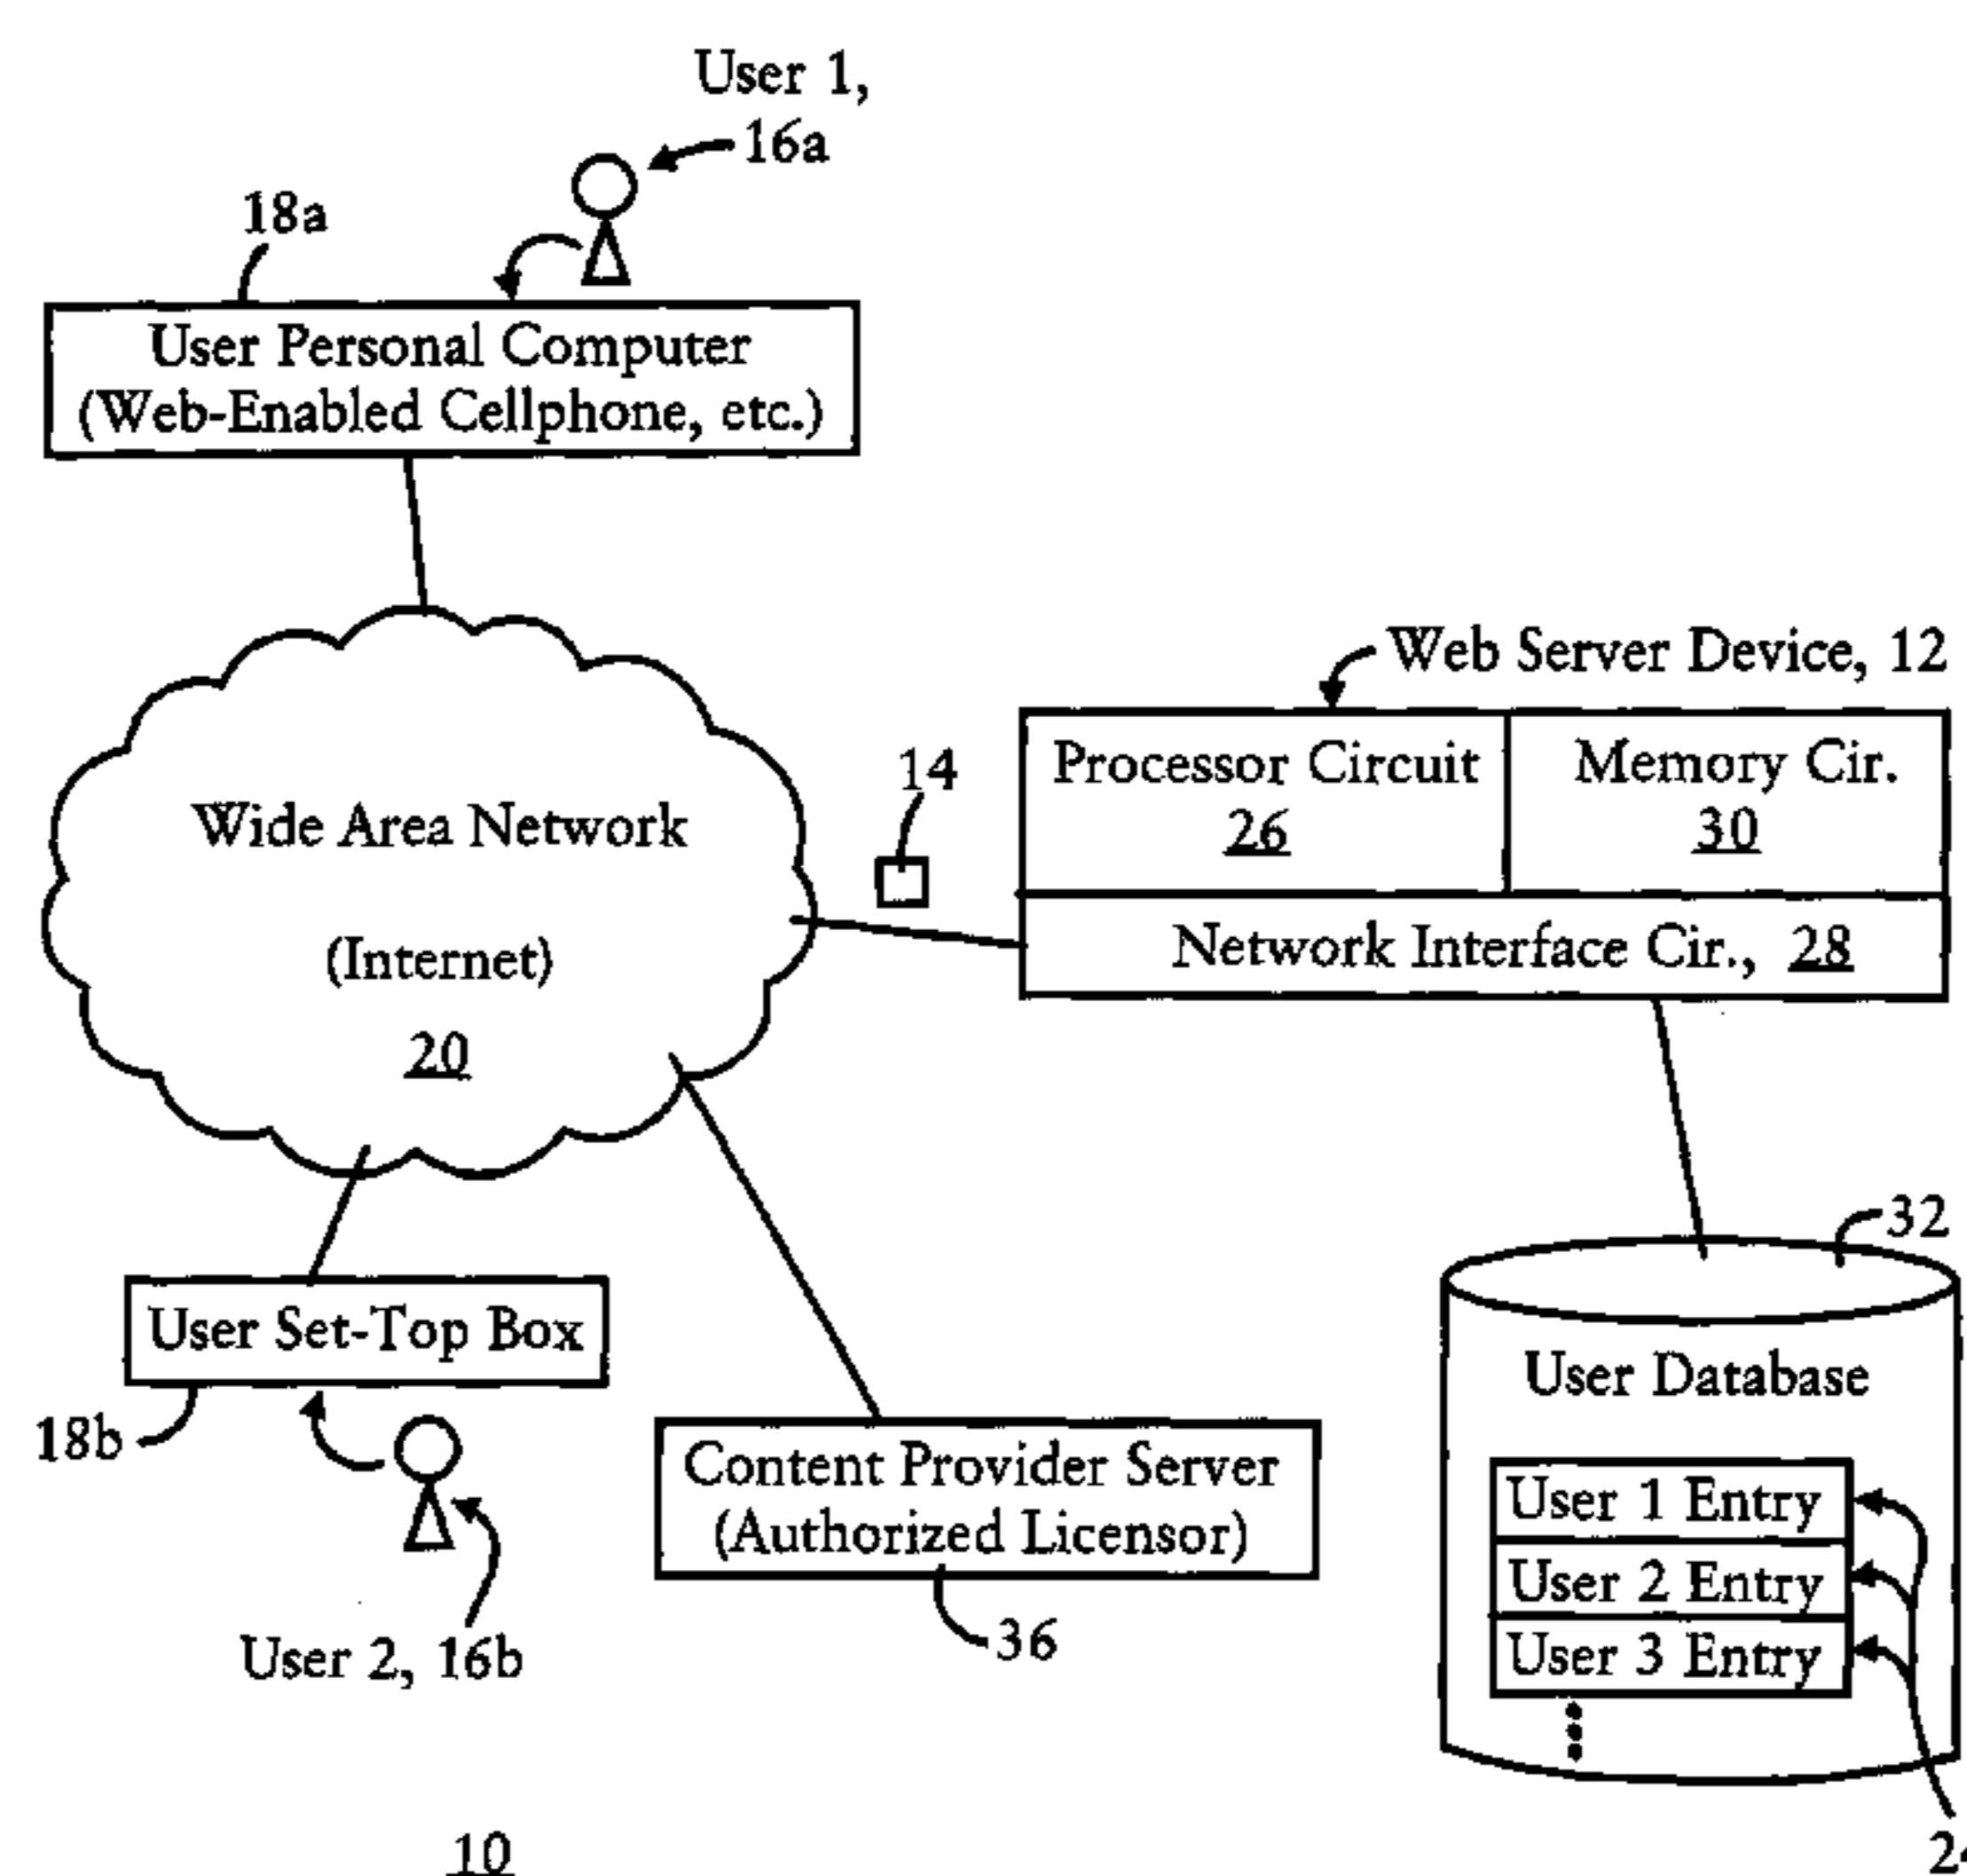 User 1,
16a
18a
User Personal Computer
(Web-Enabled Cellphone, etc.)
Web Server Device, 12
Processor Circuit
26
Memory Cir.
30
14
Network Interface Cir., 28
Wide Area Network
(Internet)
20
32
User Database
User 1 Entry
User 2 Entry
User 3 Entry
User Set-Top Box
18b
User 2, 16b
Content Provider Server
(Authorized Licensor)
36
10